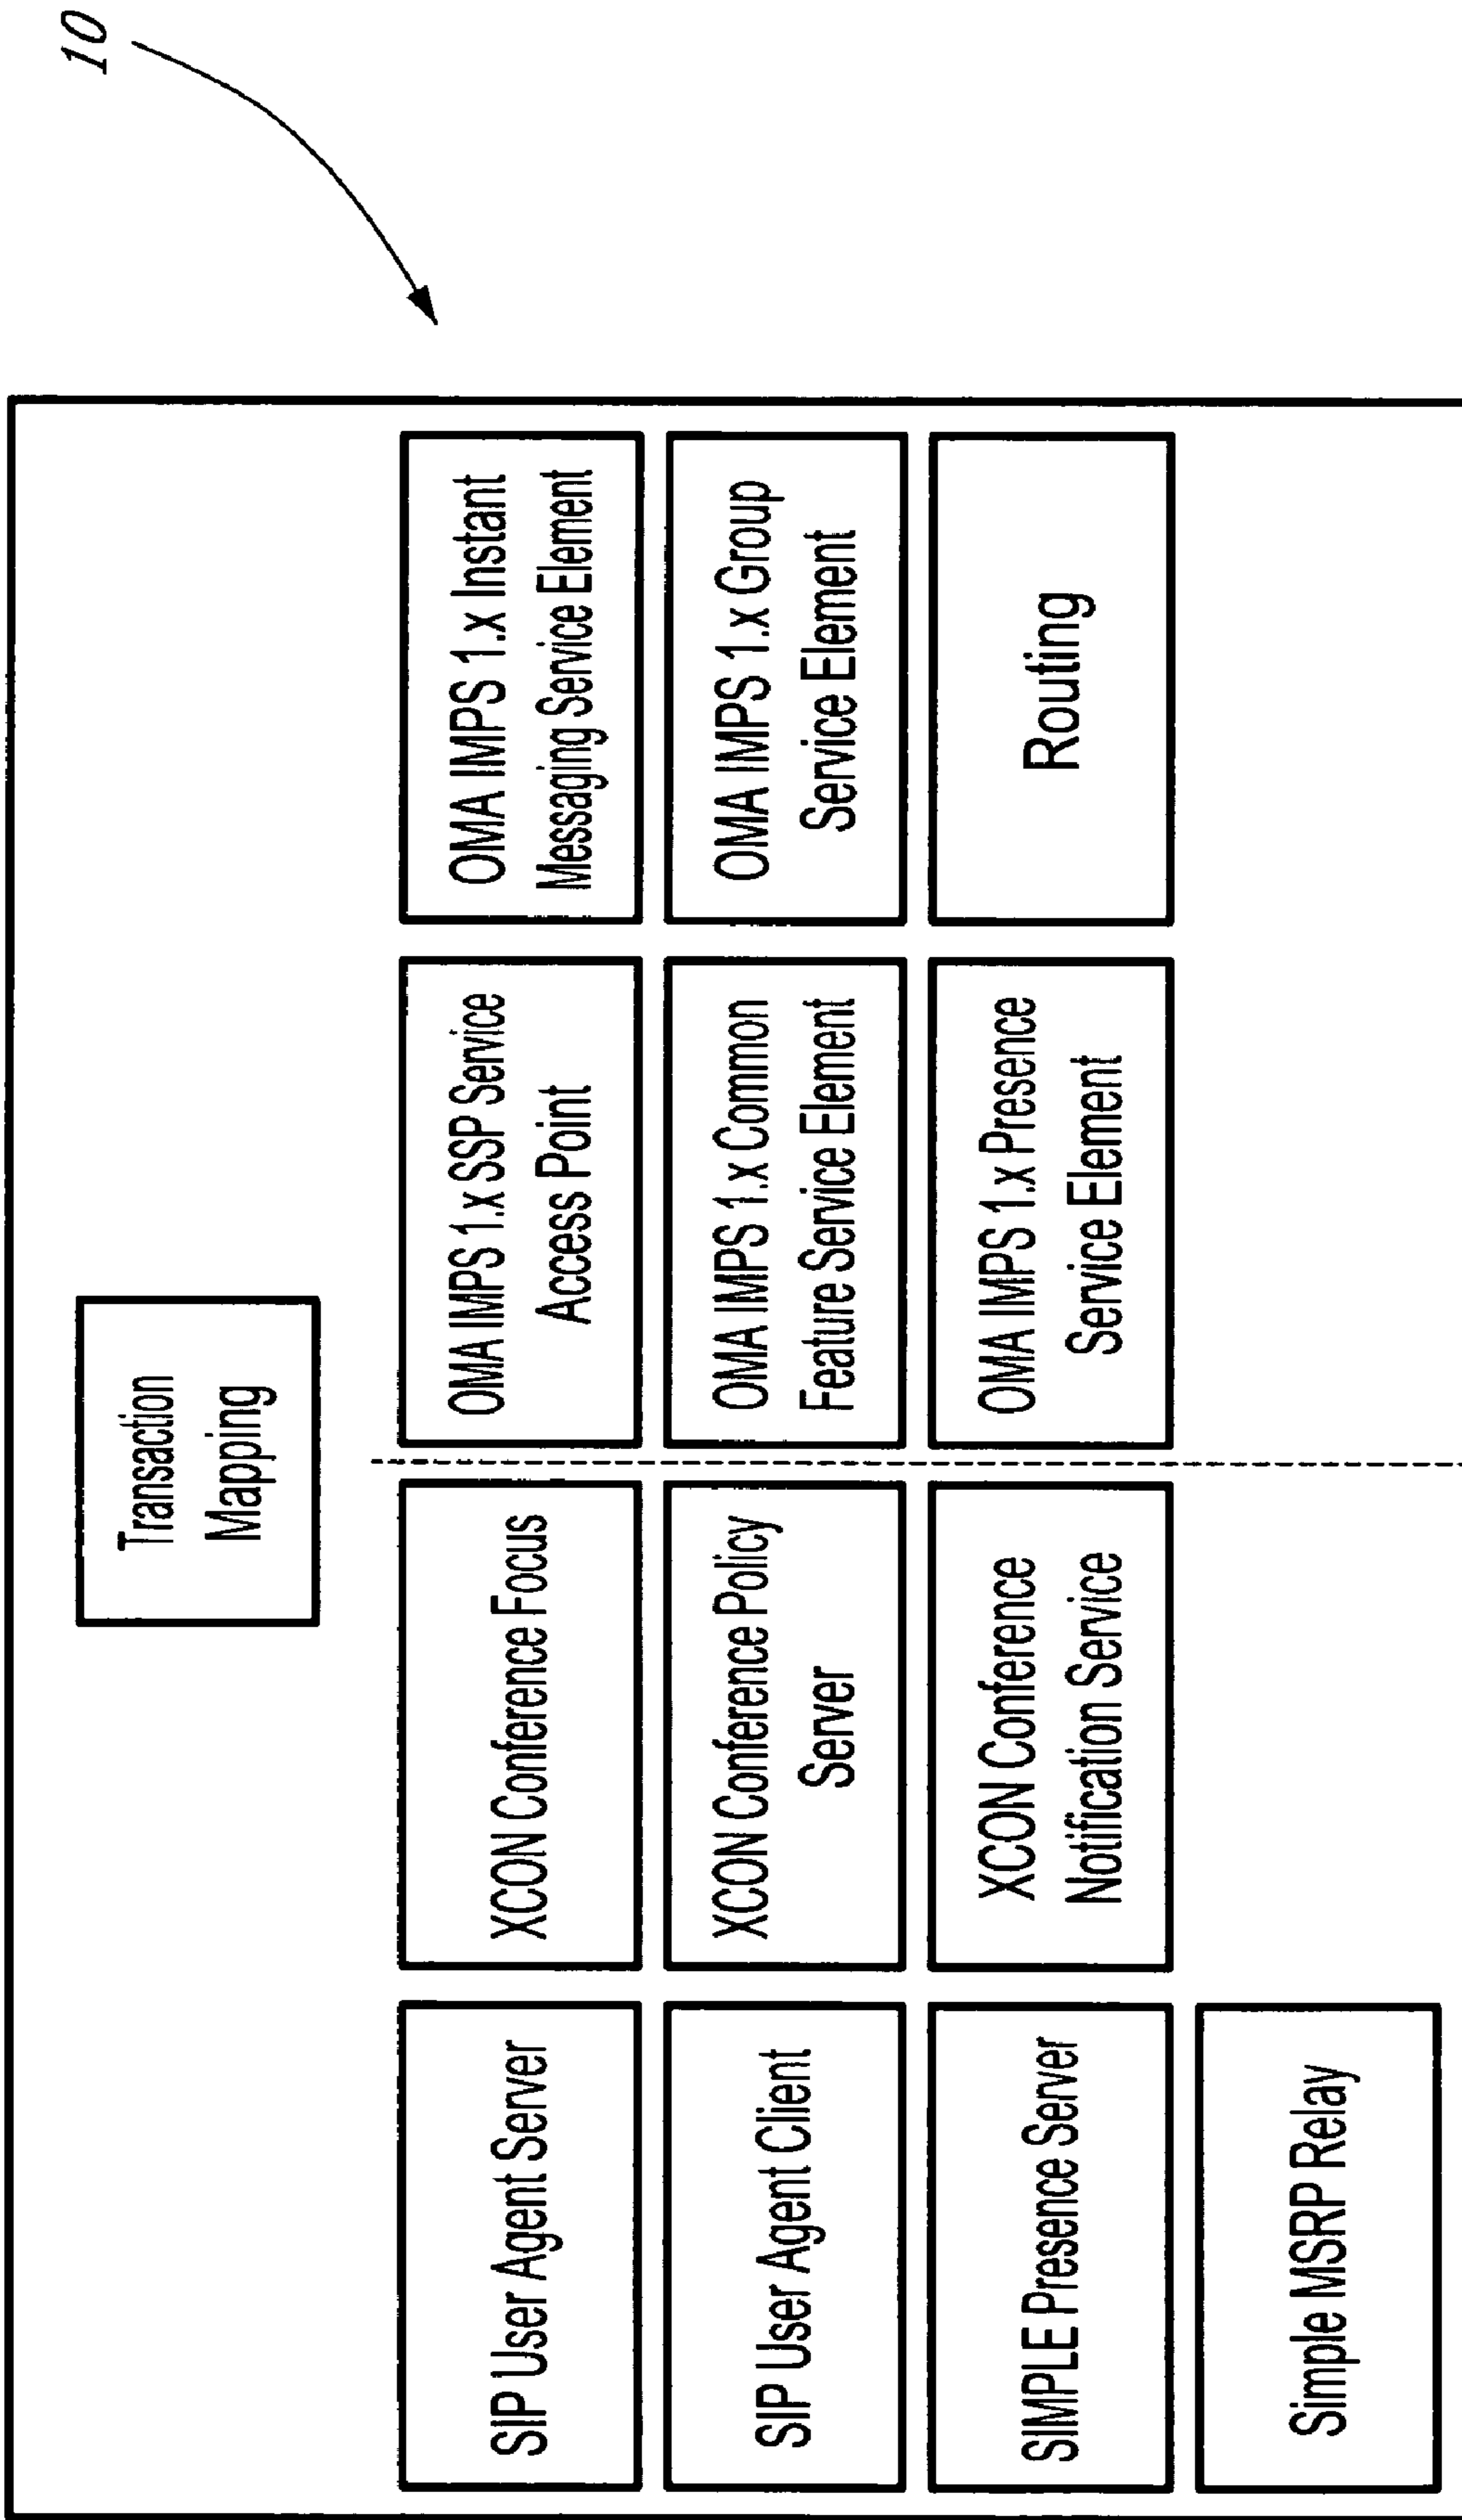 10
Transaction
Mapping
SIP User Agent Server
XCON Conference Focus
OMA IMPS 1.x SSP Service
Access Point
OMA IMPS 1.x Instant
Messaging Service Element
SIP User Agent Client
XCON Conference Policy
Server
OMA IMPS 1.x Common
Feature Service Element
OMA IMPS 1.x Group
Service Element
SIMPLE Presence Server
XCON Conference
Notification Service
OMA IMPS 1.x Presence
Service Element
Routing
Simple MSRP Relay